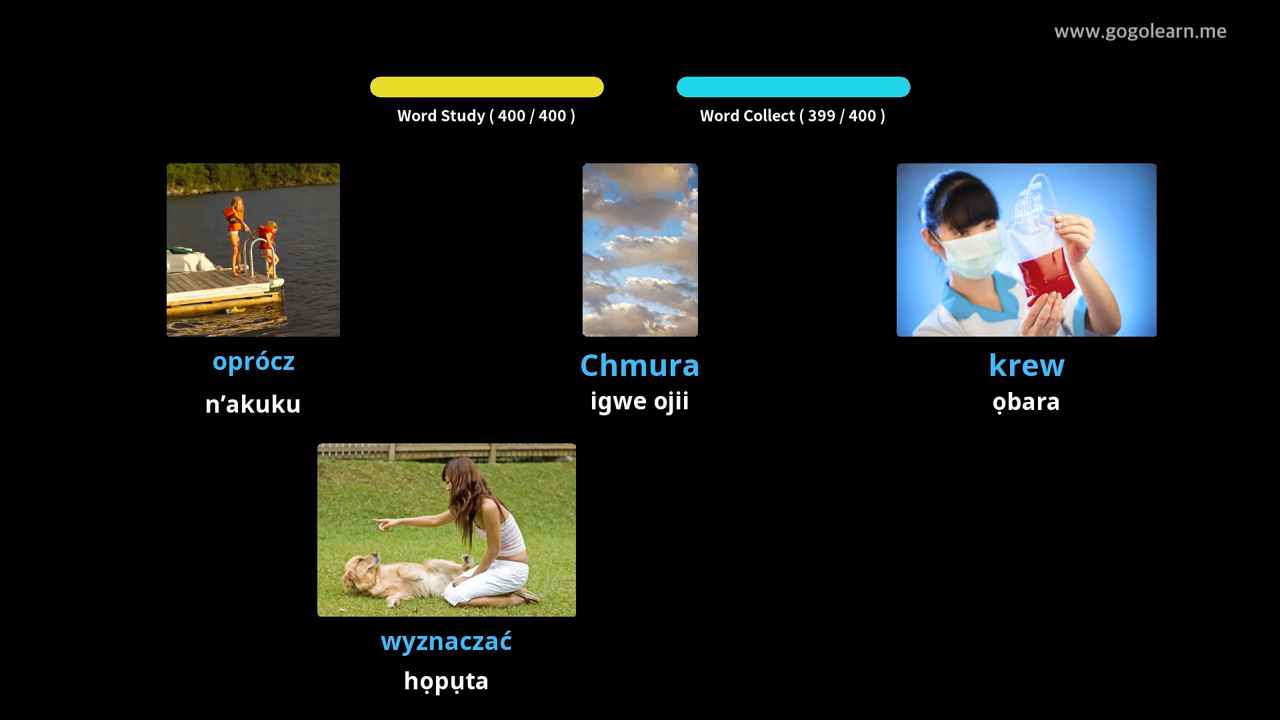 www.gogolearn.me
Word Study ( 400 / 400 )
Word Collect ( 399 / 400 )
oprócz
n’akuku
Chmura
igwe ojii
krew
ọbara
wyznaczać
họpụta